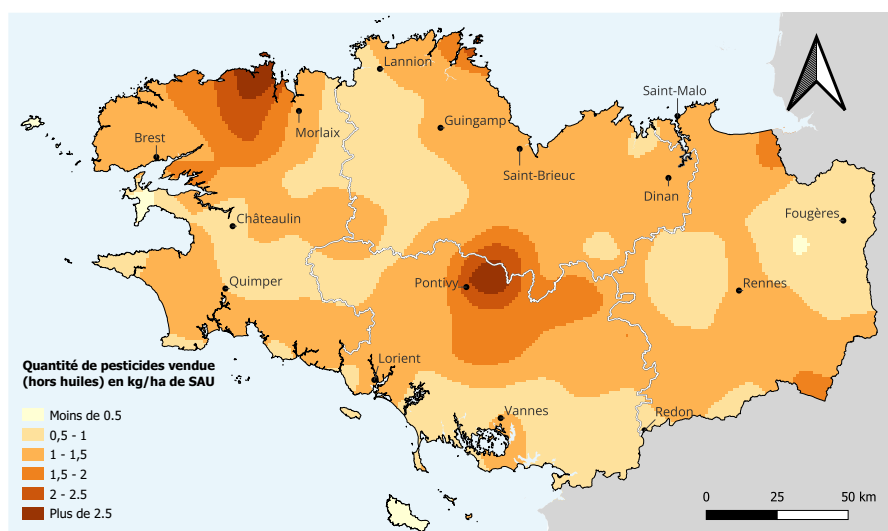 Lannion
Saint-Malo
Guingamp
Morlaix
Brest
Saint-Brieuc
Dinan
Fougères
Châteaulin
Quimper
Pontivy
Rennes
Lorient
Vannes
Redon
Quantité de pesticides vendue
(hors huiles) en kg/ha de SAU
Moins de 0.5
0,5 - 1
1 - 1,5
1,5 - 2
2 - 2.5
Plus de 2.5
0 25 50 km